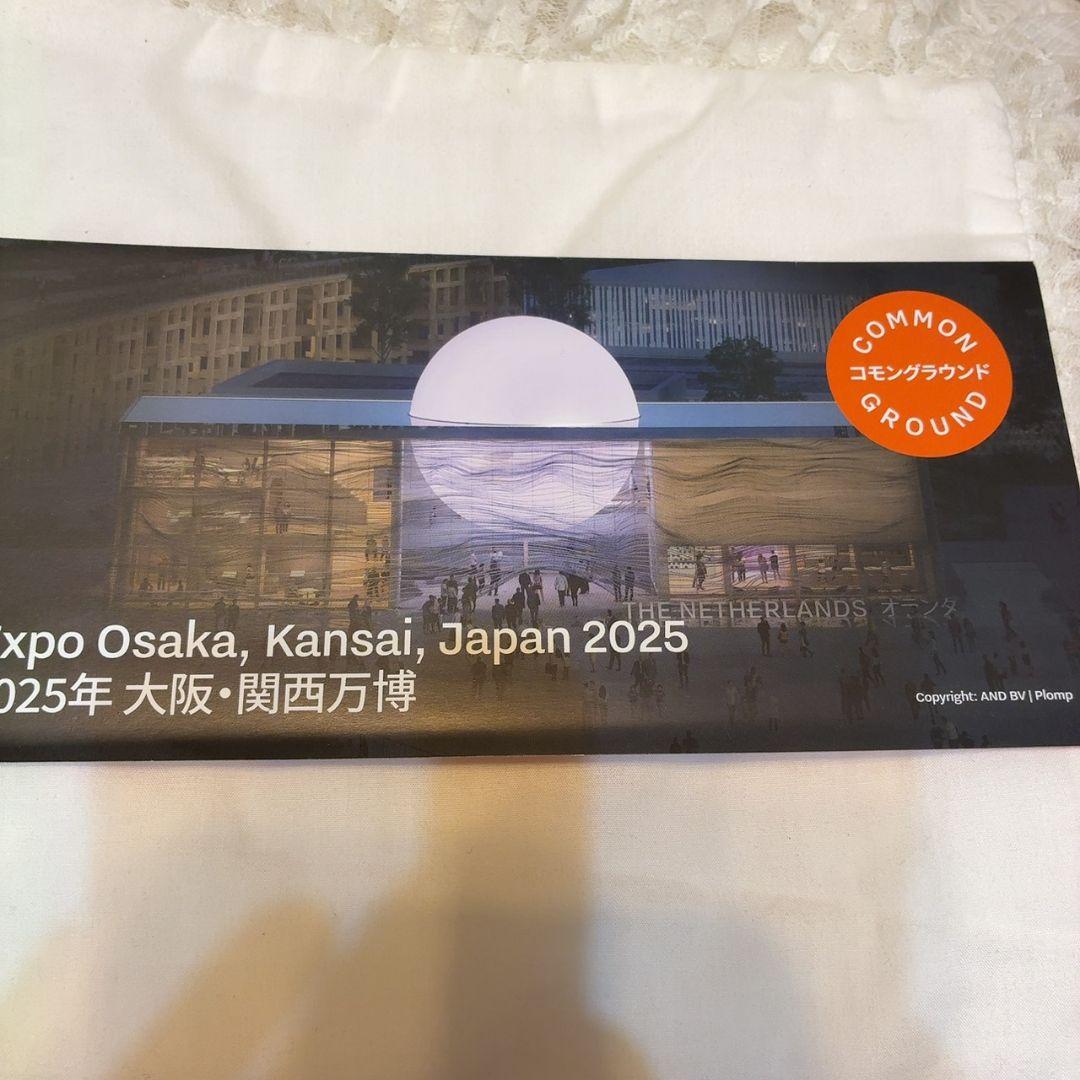 COMMON
コモングラウンド
GROUND
THE NETHERLANDS オランダ
xpo Osaka, Kansai, Japan 2025
025年 大阪・関西万博
Copyright: AND BV | Plomp